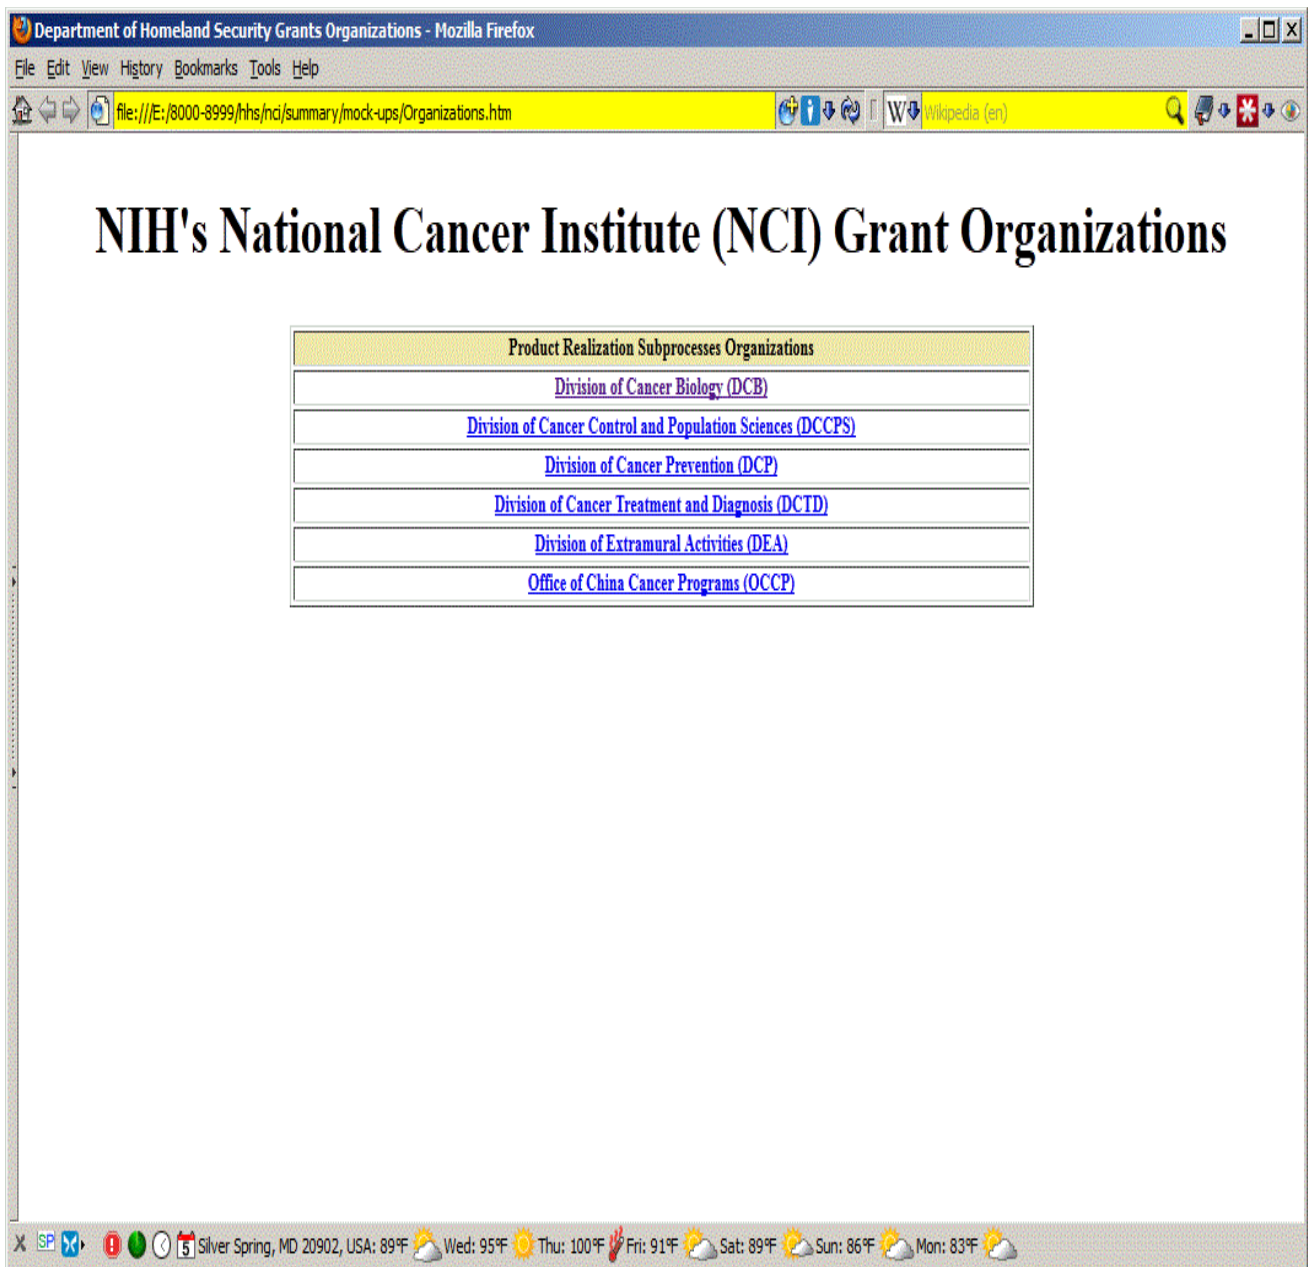 Department of Homeland Security Grants Organizations - Mozilla Firefox
File Edit View History Bookmarks Tools Help
file:///E:/8000-8999/hhs/nci/summary/mock-ups/Organizations.htm W Wikipedia (en)
NIH's National Cancer Institute (NCI) Grant Organizations
Product Realization Subprocesses Organizations
Division of Cancer Biology (DCB)
Division of Cancer Control and Population Sciences (DCCPS)
Division of Cancer Prevention (DCP)
Division of Cancer Treatment and Diagnosis (DCTD)
Division of Extramural Activities (DEA)
Office of China Cancer Programs (OCCP)
X SP 5 Silver Spring, MD 20902, USA: 89°F Wed: 95°F Thu: 100°F Fri: 91°F Sat: 89°F Sun: 86°F Mon: 83°F